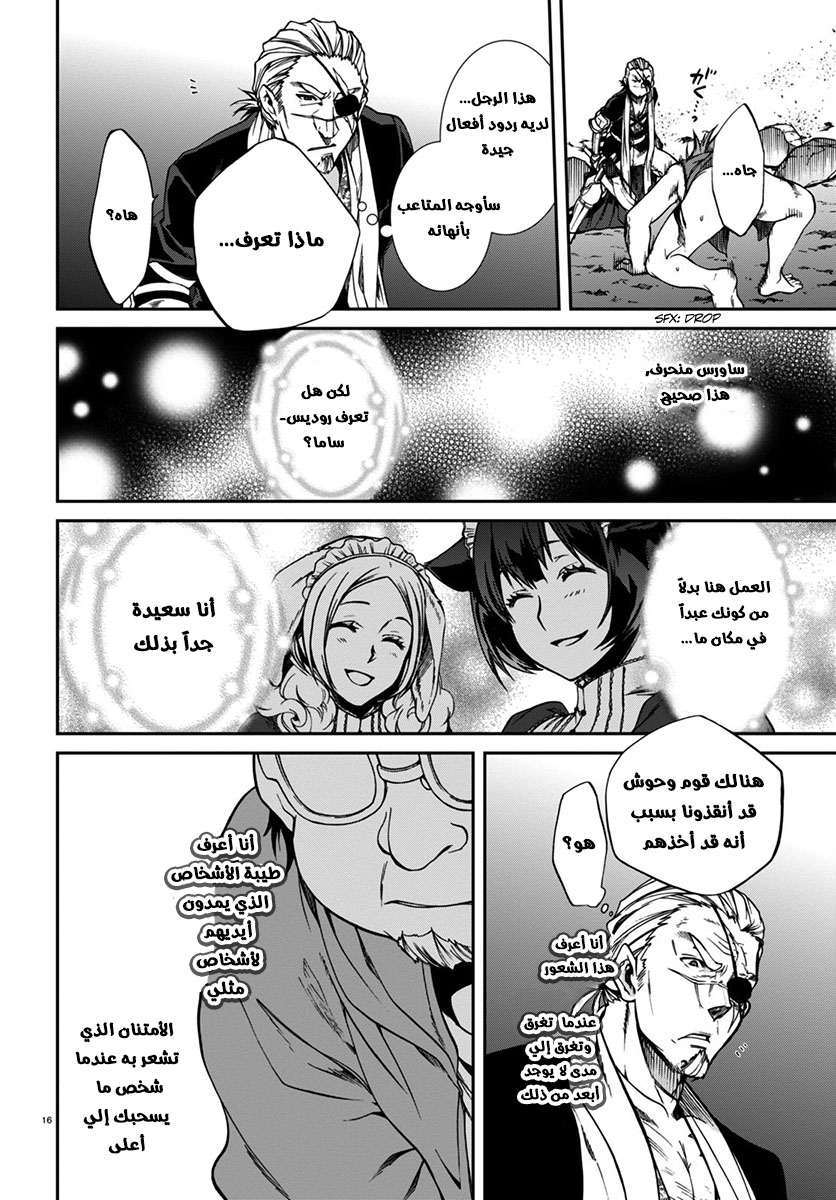 جاه...
SFX: DROP
هذا الرجل...
لديه ردود أفعال
جيدة
سأوجه المتاعب
بأنهائه
ماذا تعرف...
هاه؟
ساورس منحرف,
هذا صحيح
لكن هل
تعرف روديس-
ساما؟
العمل هنا بدلاً
من كونك عبداً
في مكان ما...
أنا سعيدة
جداً بذلك
هنالك قوم وحوش
قد أنقذونا بسبب
أنه قد أخذهم
هو؟
أنا أعرف
هذا الشعور
عندما تغرق
وتغرق إلي
مدى لا يوجد
أبعد من ذلك
أنا أعرف
طيبة الأشخاص
الذي يمدون
أيديهم
لأشخاص
مثلي
الأمتنان الذي
تشعر به عندما
شخص ما
يسحبك إلي
أعلى
16